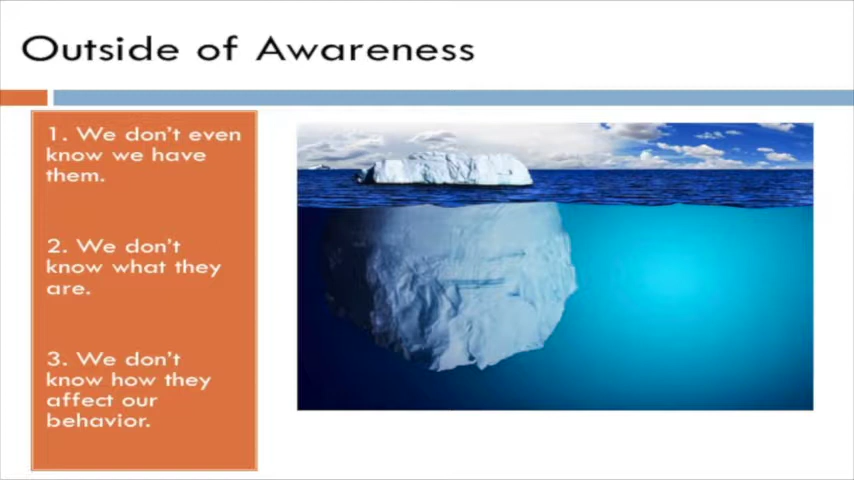 Outside of Awareness
1. We don't even
know we have
them.
2. We don't
know what they
are.
3. We don't
know how they
affect our
behavior.